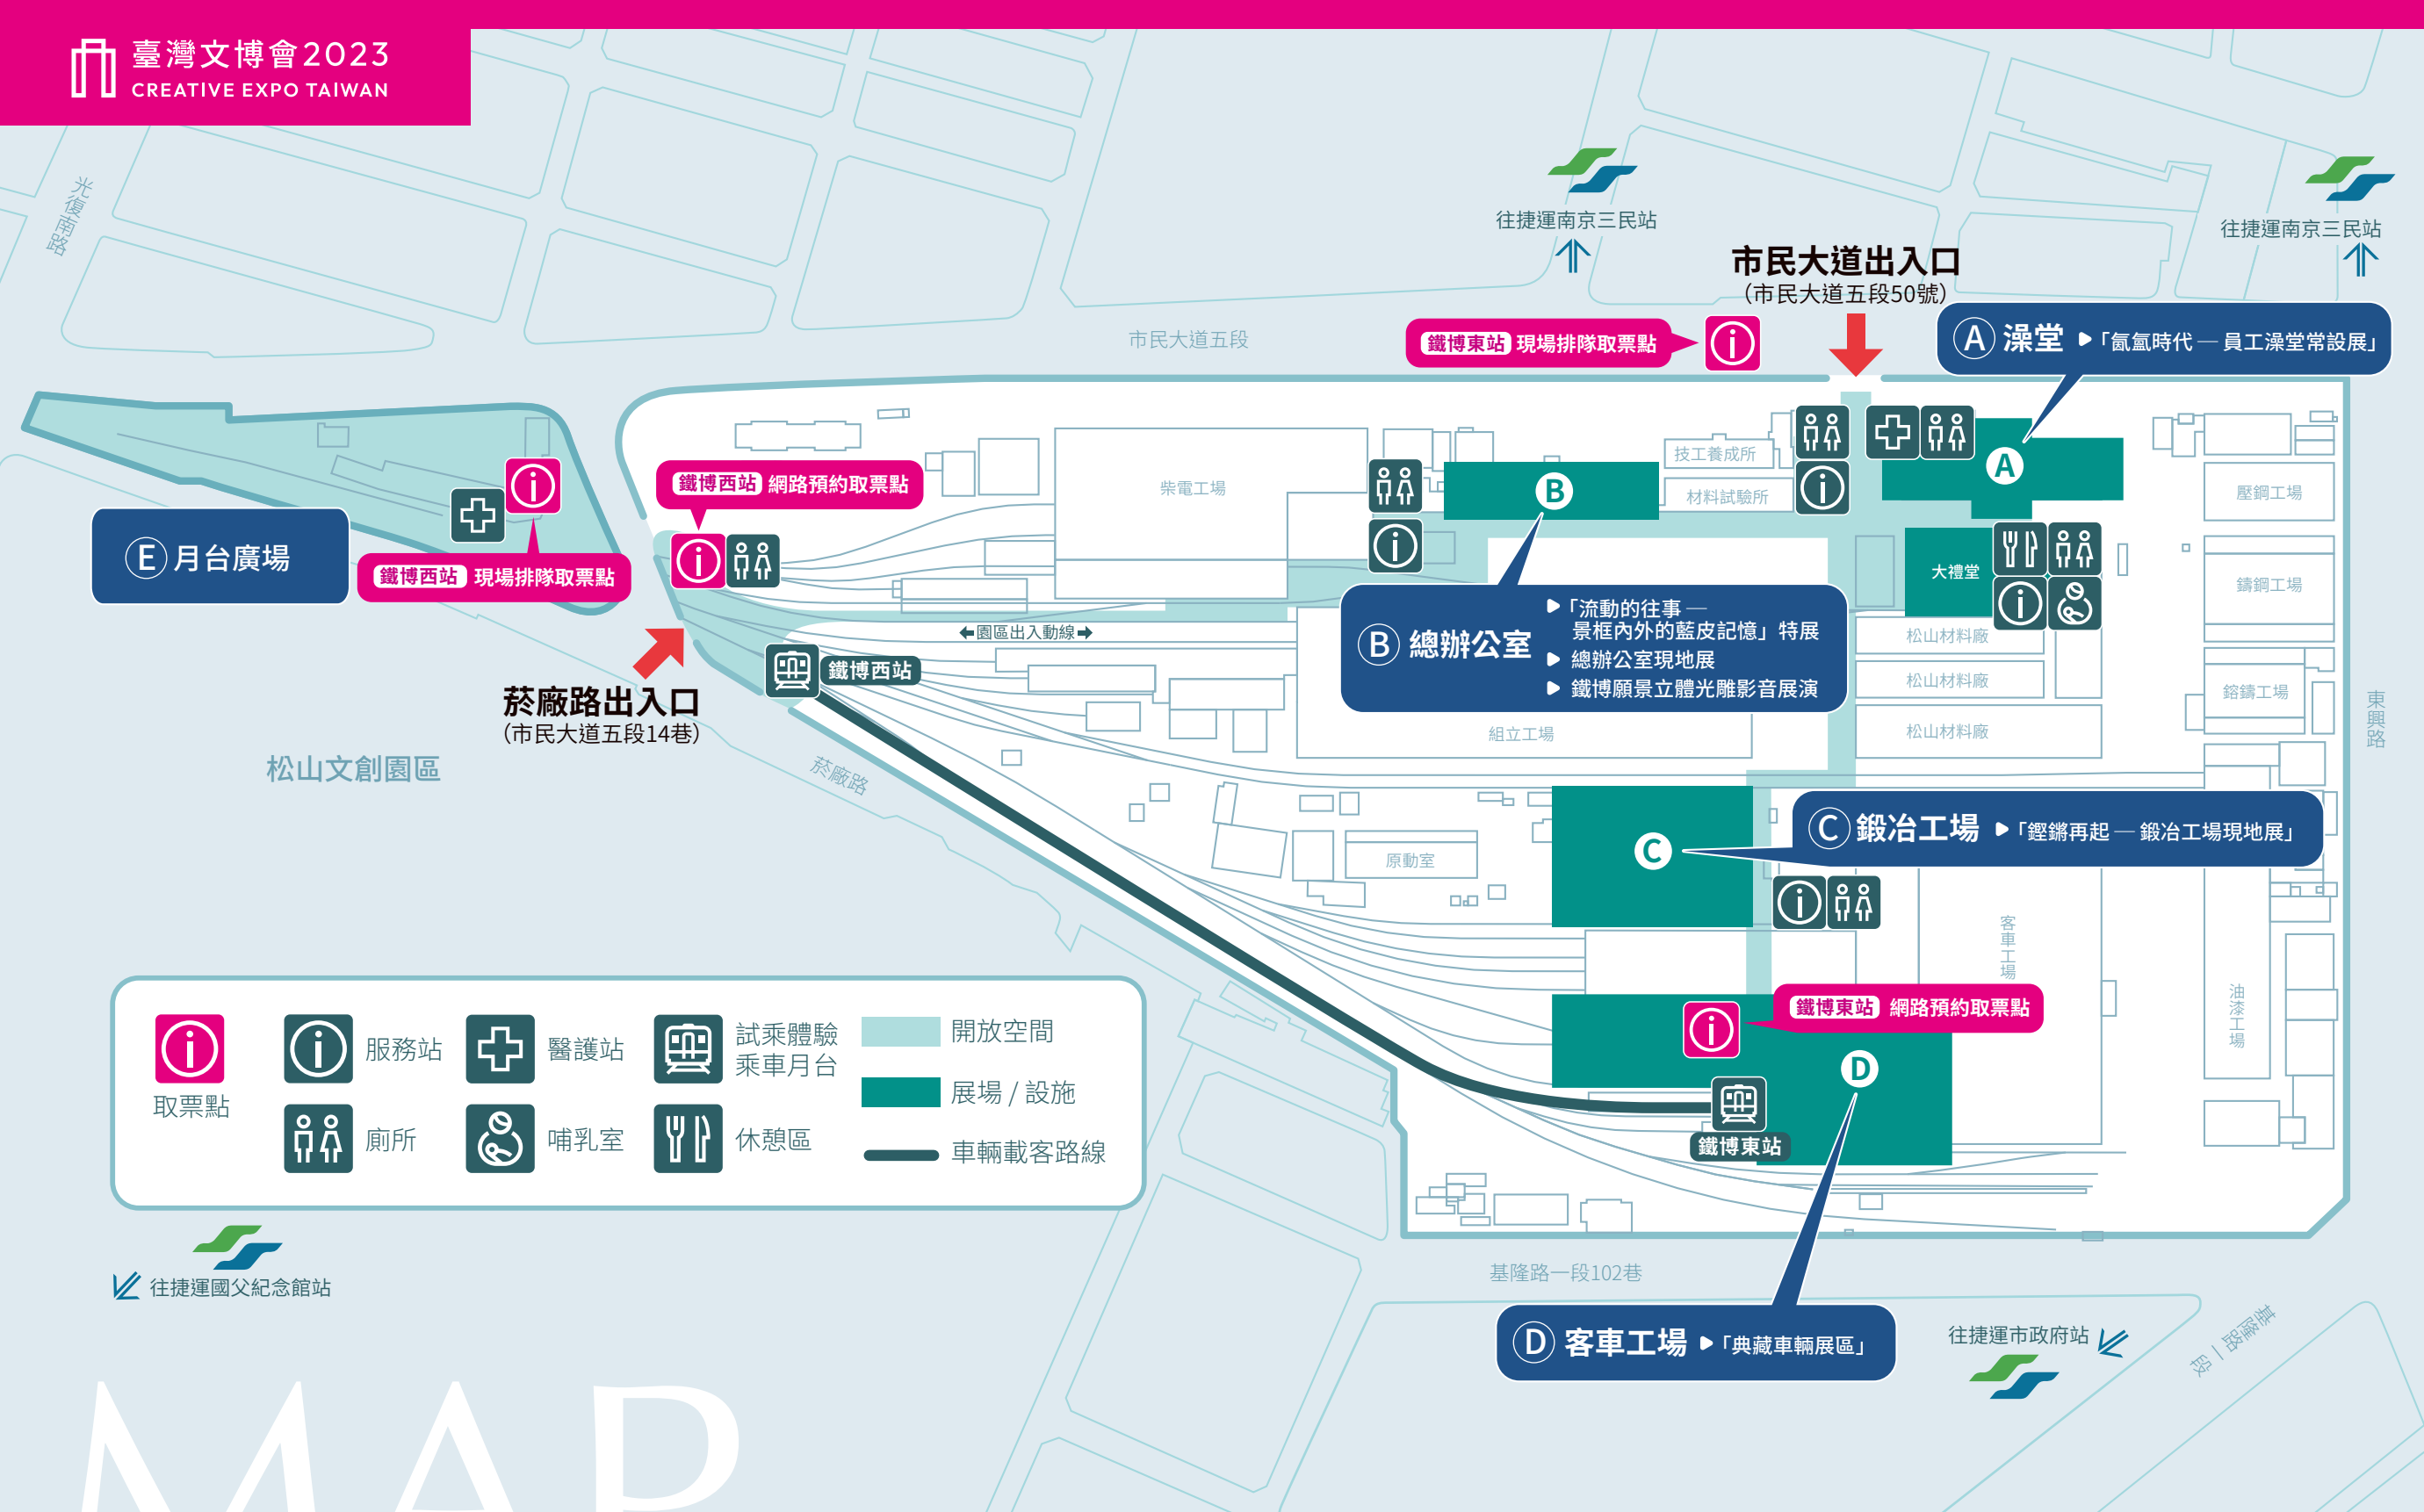 臺灣文博會2023
CREATIVE EXPO TAIWAN
光復南路
往捷運南京三民站
往捷運南京三民站
市民大道出入口
（市民大道五段50號）
市民大道五段
鐵博東站 現場排隊取票點
A 澡堂 「氤氳時代 — 員工澡堂常設展」
技工養成所
材料試驗所
柴電工場
鐵博西站 網路預約取票點
A
B
壓鋼工場
E 月台廣場
鐵博西站 現場排隊取票點
大禮堂
鑄鋼工場
園區出入動線
鐵博西站
B 總辦公室
「流動的往事 —
景框內外的藍皮記憶」特展
總辦公室現地展
鐵博願景立體光雕影音展演
松山材料廠
松山材料廠
松山材料廠
鎔鑄工場
東興路
菸廠路出入口
（市民大道五段14巷）
組立工場
松山文創園區
菸廠路
原動室
C
C 鍛冶工場 「鏗鏘再起 — 鍛冶工場現地展」
客車工場
油漆工場
鐵博東站 網路預約取票點
D
鐵博東站
取票點
服務站
醫護站
試乘體驗
乘車月台
開放空間
展場 / 設施
廁所
哺乳室
休憩區
車輛載客路線
往捷運國父紀念館站
基隆路一段102巷
D 客車工場 「典藏車輛展區」
往捷運市政府站
基隆路一段
MAP